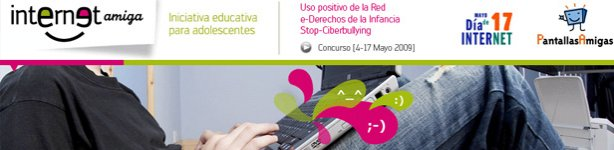 internet amiga
Iniciativa educativa
para adolescentes
Uso positivo de la Red
e-Derechos de la Infancia
Stop-Ciberbullying
Concurso [4-17 Mayo 2009]
MAYO
Día de 17
INTERNET
PantallasAmigas
^_^
:)
;-)